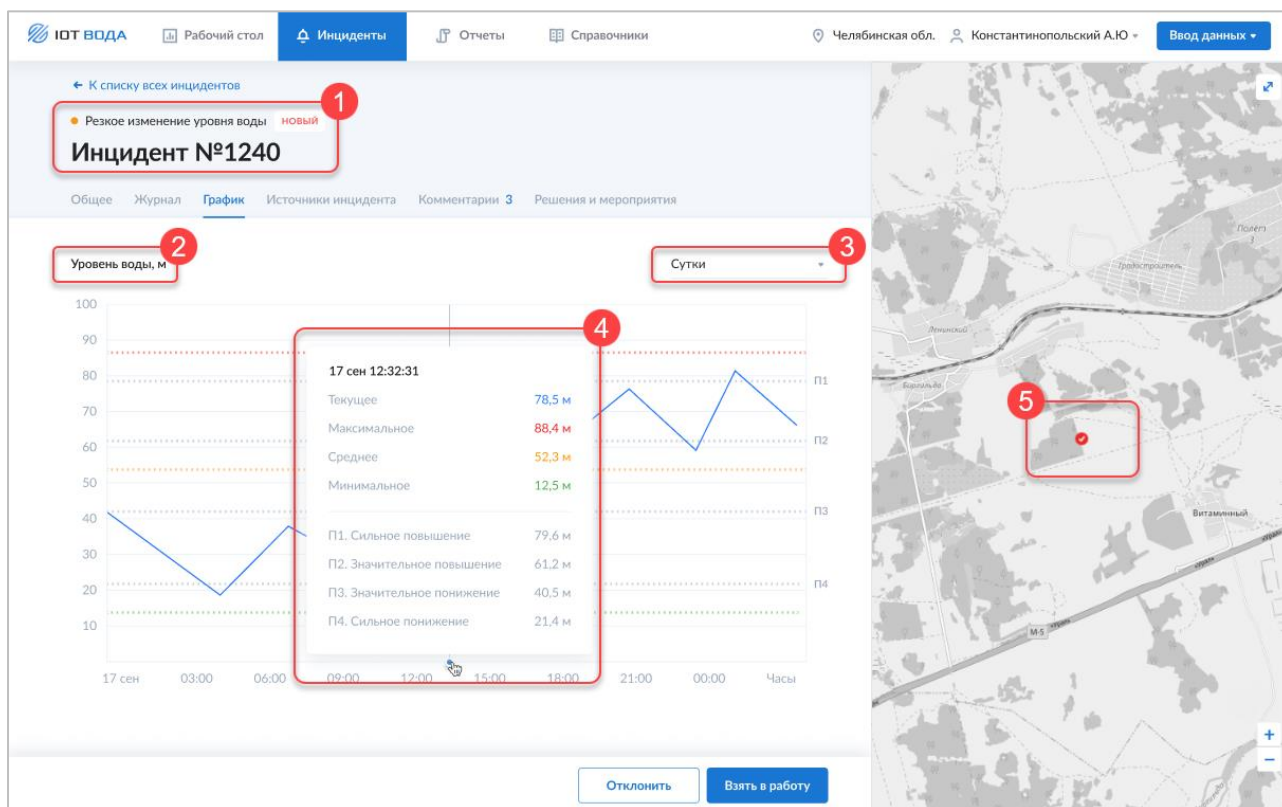 IОТ ВОДА Рабочий стол Инциденты Отчеты Справочники Челябинская обл. Константинопольский А.Ю Ввод данных
← К списку всех инцидентов
1
Резкое изменение уровня воды новый
Инцидент №1240
Общее Журнал График Источники инцидента Комментарии 3 Решения и мероприятия
2
3
Уровень воды, м
Сутки
100
90
80
70
60
50
40
30
20
10
4
17 сен 12:32:31
Текущее 78,5 м
Максимальное 88,4 м
Среднее 52,3 м
Минимальное 12,5 м
П1. Сильное повышение 79.6 м
П2. Значительное повышение 61,2 м
П3. Значительное понижение 40,5 м
П4. Сильное понижение 21,4 м
П1
П2
П3
П4
17 сен 03:00 06:00 09:00 12:00 15:00 18:00 21:00 00:00 Часы
Отклонить Взять в работу
Полёт
Градостроитель
Ленинский
5
Витаминный
М-5
«Урал»
+
−